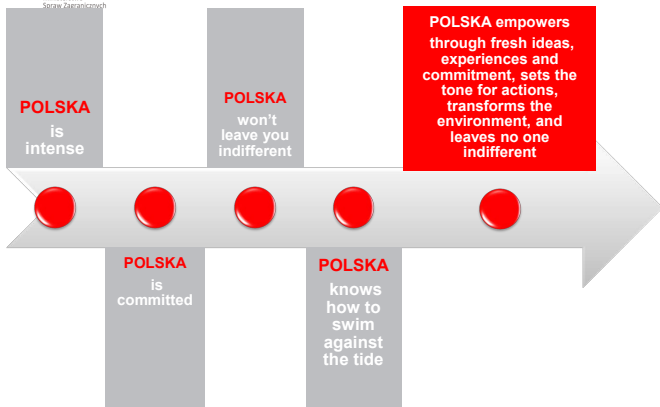 Spraw Zagranicznych
POLSKA
is
intense
POLSKA
is
committed
POLSKA
won't
leave you
indifferent
POLSKA
knows
how to
swim
against
the tide
POLSKA empowers
through fresh ideas,
experiences and
commitment, sets the
tone for actions,
transforms the
environment, and
leaves no one
indifferent